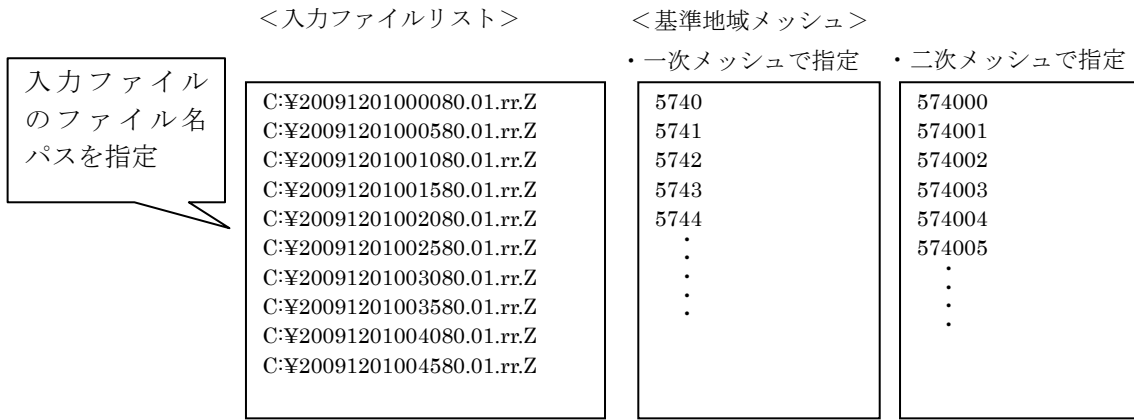 ＜入力ファイルリスト＞
＜基準地域メッシュ＞
・一次メッシュで指定
・二次メッシュで指定
入力ファイル
のファイル名
パスを指定
C:¥20091201000080.01.rr.Z
C:¥20091201000580.01.rr.Z
C:¥20091201001080.01.rr.Z
C:¥20091201001580.01.rr.Z
C:¥20091201002080.01.rr.Z
C:¥20091201002580.01.rr.Z
C:¥20091201003080.01.rr.Z
C:¥20091201003580.01.rr.Z
C:¥20091201004080.01.rr.Z
C:¥20091201004580.01.rr.Z
5740
5741
5742
5743
5744
・
・
・
・
・
574000
574001
574002
574003
574004
574005
・
・
・
・